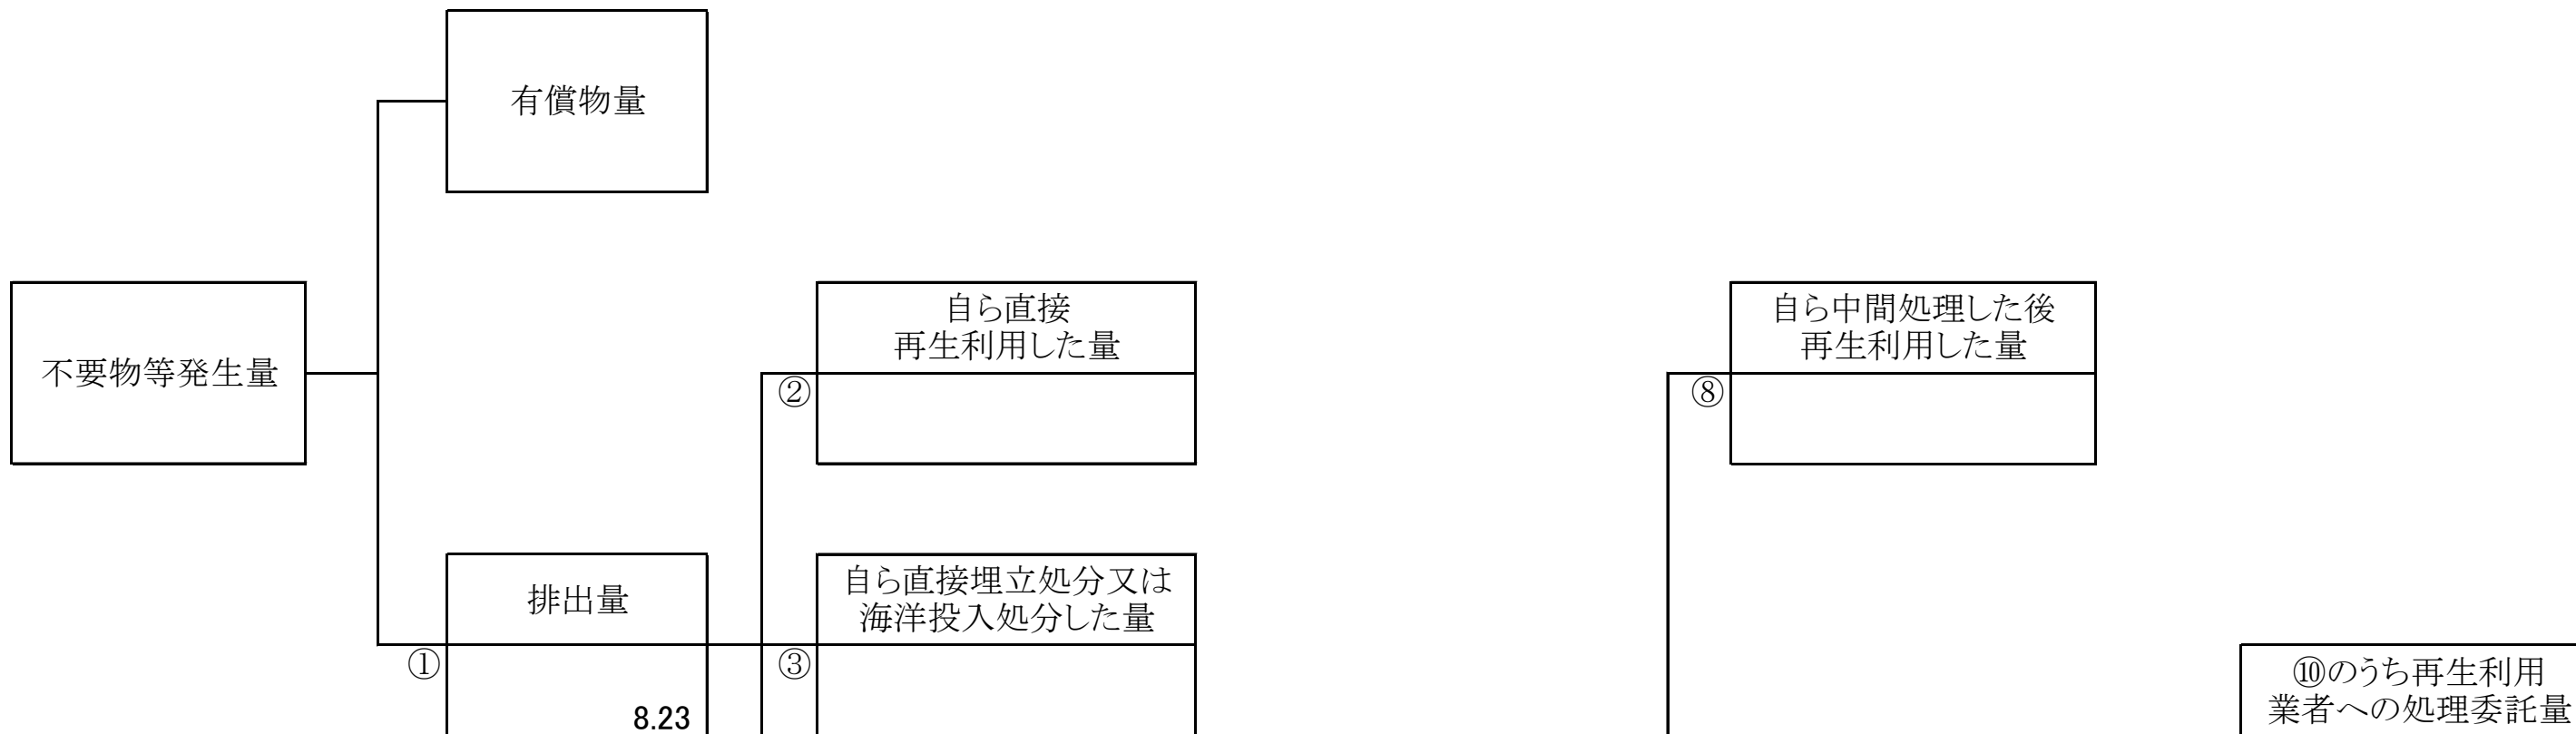 有償物量
不要物等発生量
自ら直接
再生利用した量
②
自ら中間処理した後
再生利用した量
⑧
排出量
①
8.23
自ら直接埋立処分又は
海洋投入処分した量
③
⑩のうち再生利用
業者への処理委託量